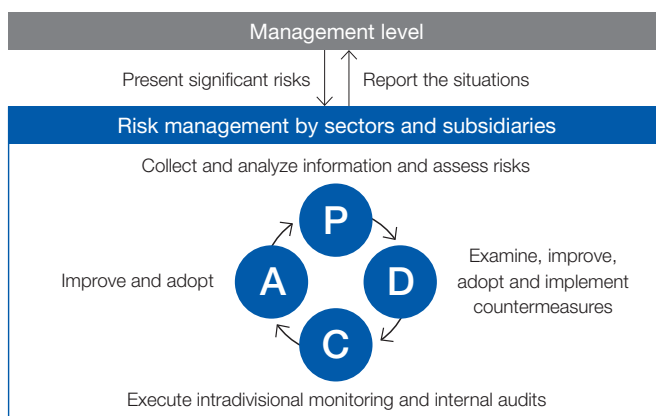 Management level
Present significant risks
Report the situations
Risk management by sectors and subsidiaries
Collect and analyze information and assess risks
P
Improve and adopt
A
D
Examine, improve,
adopt and implement
countermeasures
C
Execute intradivisional monitoring and internal audits